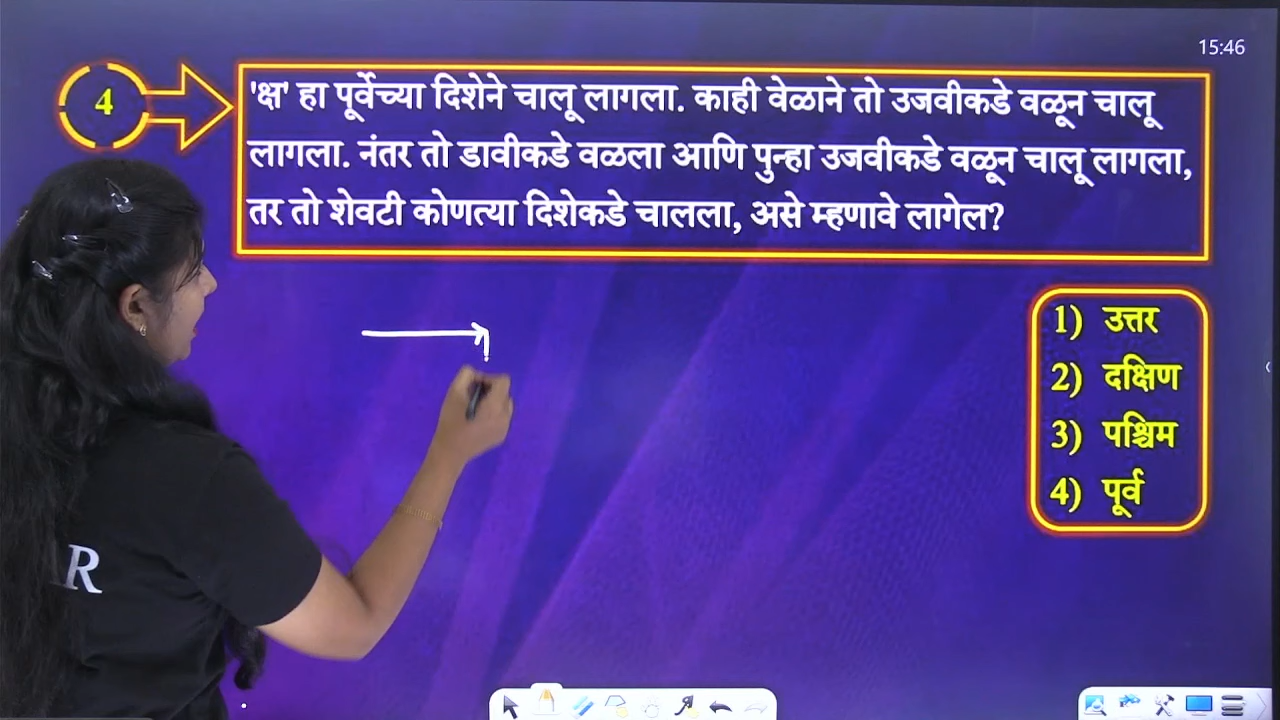 15:46
4
'क्ष' हा पूर्वेच्या दिशेने चालू लागला. काही वेळाने तो उजवीकडे वळून चालू
लागला. नंतर तो डावीकडे वळला आणि पुन्हा उजवीकडे वळून चालू लागला,
तर तो शेवटी कोणत्या दिशेकडे चालला, असे म्हणावे लागेल?
1) उत्तर
2) दक्षिण
3) पश्चिम
4) पूर्व
R